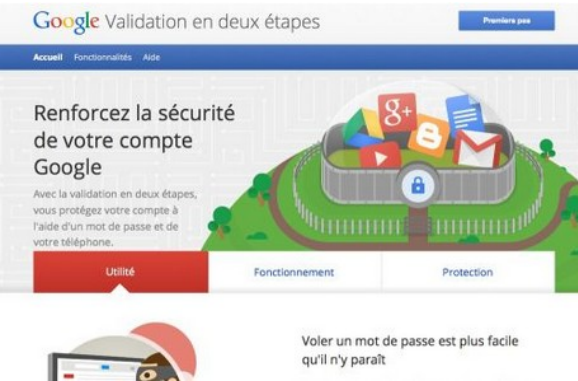 Google Validation en deux étapes
Premiers pas
Accueil Fonctionnalités Aide
Renforcez la sécurité
de votre compte
Google
Avec la validation en deux étapes,
vous protégez votre compte à
l'aide d'un mot de passe et de
votre téléphone.
g+
Utilité Fonctionnement Protection
Voler un mot de passe est plus facile
qu'il n'y paraît